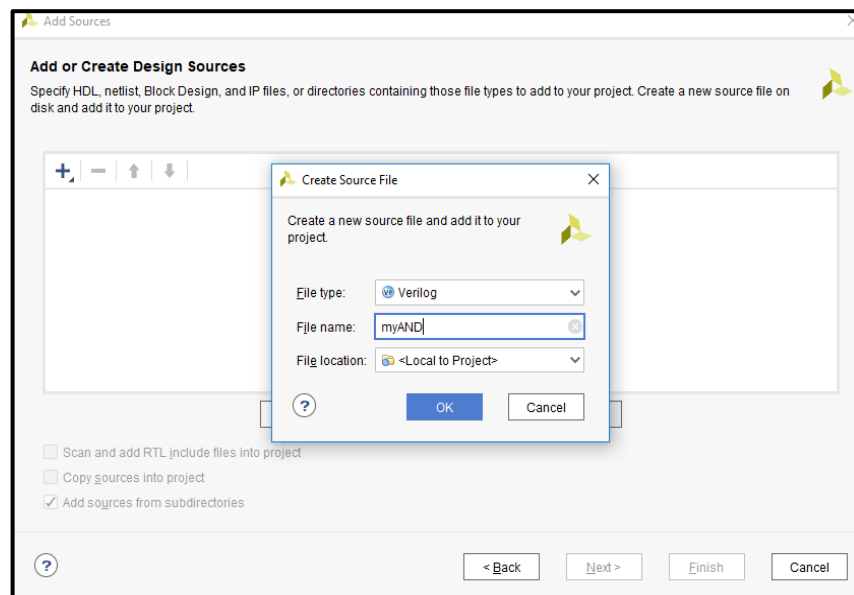 Add Sources
Add or Create Design Sources
Specify HDL, netlist, Block Design, and IP files, or directories containing those file types to add to your project. Create a new source file on
disk and add it to your project.
Create Source File
Create a new source file and add it to your
project.
File type: Verilog
File name: myAND
File location: <Local to Project>
? OK Cancel
Scan and add RTL include files into project
Copy sources into project
Add sources from subdirectories
? < Back Next > Finish Cancel